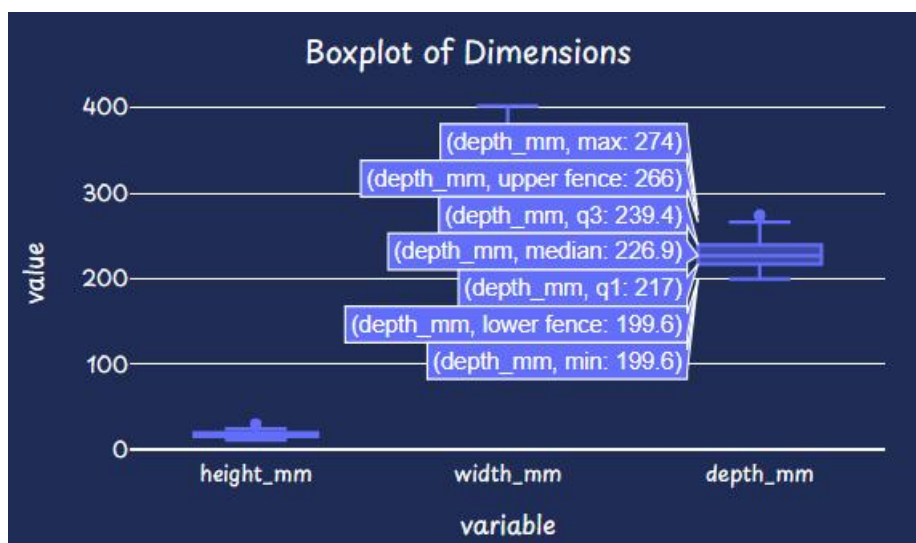 Boxplot of Dimensions
400
(depth_mm, max: 274)
300
(depth_mm, upper fence: 266)
(depth_mm, q3: 239.4)
(depth_mm, median: 226.9)
value
200
(depth_mm, q1: 217)
(depth_mm, lower fence: 199.6)
100
(depth_mm, min: 199.6)
0
height_mm width_mm depth_mm
variable